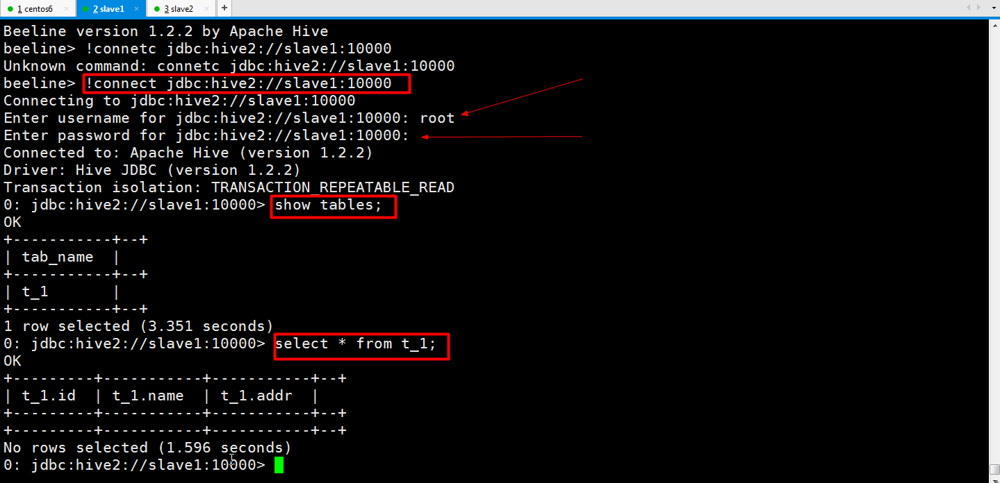 1 centos6 × 2 slave1 × 3 slave2 × +
Beeline version 1.2.2 by Apache Hive
beeline> !connetc jdbc:hive2://slave1:10000
Unknown command: connetc jdbc:hive2://slave1:10000
beeline> !connect jdbc:hive2://slave1:10000
Connecting to jdbc:hive2://slave1:10000
Enter username for jdbc:hive2://slave1:10000: root
Enter password for jdbc:hive2://slave1:10000:
Connected to: Apache Hive (version 1.2.2)
Driver: Hive JDBC (version 1.2.2)
Transaction isolation: TRANSACTION_REPEATABLE_READ
0: jdbc:hive2://slave1:10000> show tables;
OK
+-----------+--+
| tab_name  |
+-----------+--+
| t_1       |
+-----------+--+
1 row selected (3.351 seconds)
0: jdbc:hive2://slave1:10000> select * from t_1;
OK
+---------+-----------+-----------+--+
| t_1.id  | t_1.name  | t_1.addr  |
+---------+-----------+-----------+--+
+---------+-----------+-----------+--+
No rows selected (1.596 seconds)
0: jdbc:hive2://slave1:10000>